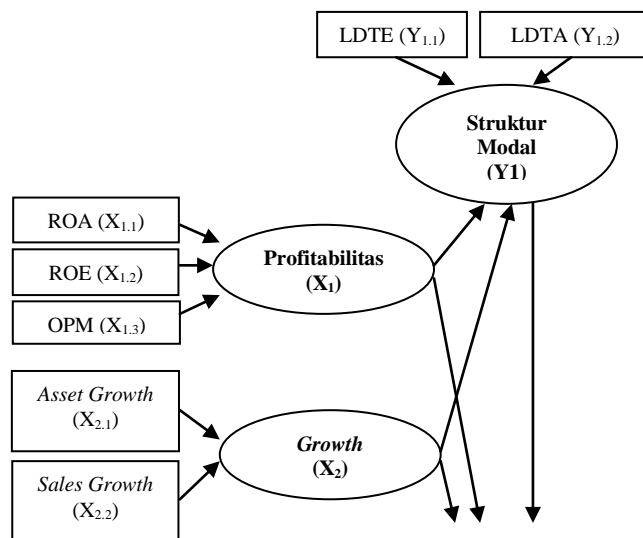 LDTE (Y1.1)
LDTA (Y1.2)
Struktur
Modal
(Y1)
ROA (X1.1)
ROE (X1.2)
OPM (X1.3)
Profitabilitas
(X1)
Asset Growth
(X2.1)
Sales Growth
(X2.2)
Growth
(X2)